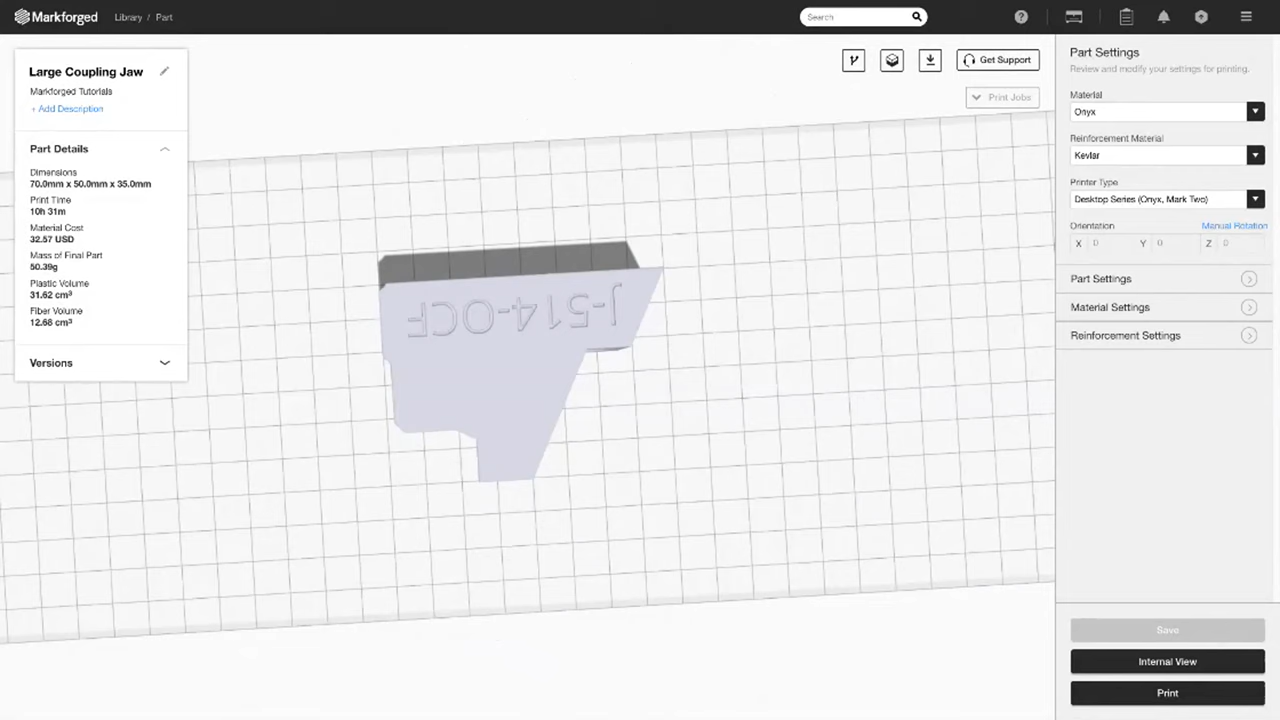 Markforged
Library / Part
Search
Large Coupling Jaw
Markforged Tutorials
+ Add Description
Part Details
Dimensions
70.0mm x 50.0mm x 35.0mm
Print Time
10h 31m
Material Cost
32.57 USD
Mass of Final Part
50.39g
Plastic Volume
31.62 cm³
Fiber Volume
12.68 cm³
Versions
J-514-OCF
Get Support
Print Jobs
Part Settings
Review and modify your settings for printing.
Material
Onyx
Reinforcement Material
Kevlar
Printer Type
Desktop Series (Onyx, Mark Two)
Orientation Manual Rotation
X 0 Y 0 Z 0
Part Settings
Material Settings
Reinforcement Settings
Save
Internal View
Print